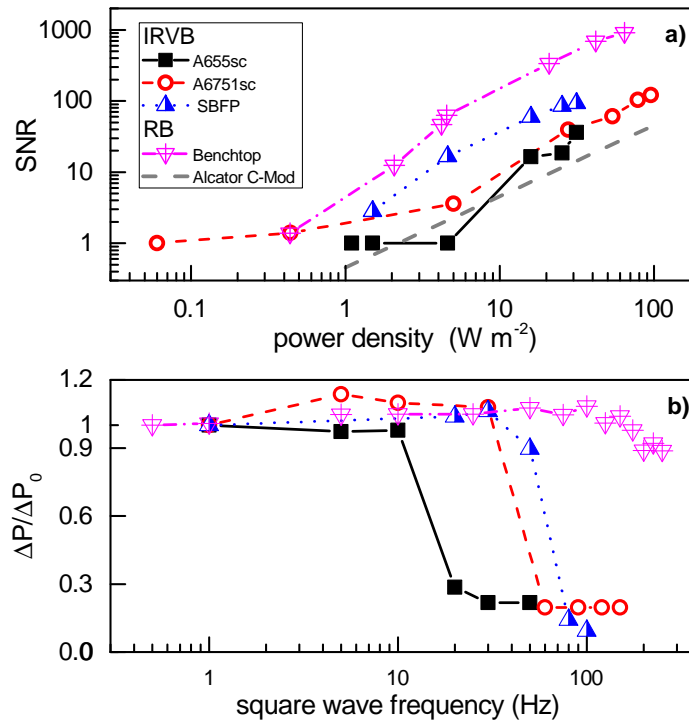 1000
100
10
1
SNR
a)
IRVB
A655sc
A6751sc
SBFP
RB
Benchtop
Alcator C-Mod
0.1 1 10 100
power density (W m⁻²)
1.2
0.9
0.6
0.3
0.0
ΔP/ΔP₀
b)
1 10 100
square wave frequency (Hz)